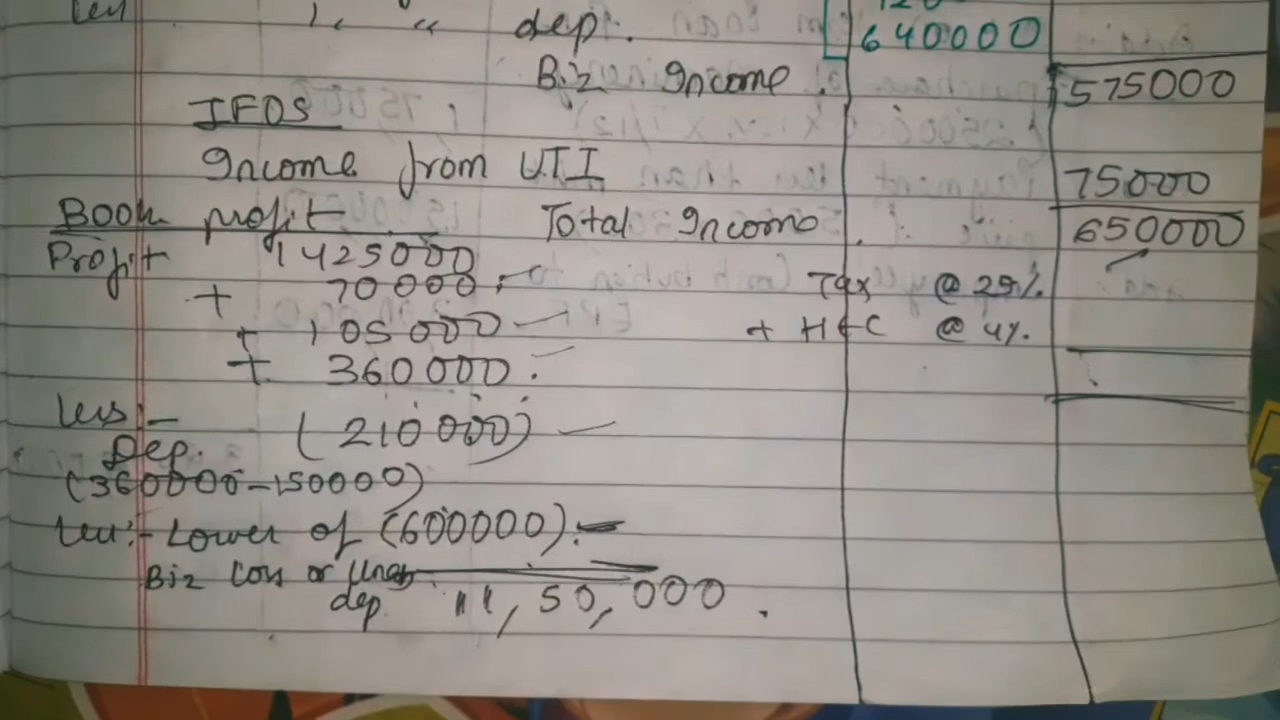 dep. 640000
Biz Income 575000
IFOS
Income from UTI 75000
Book profit Total Income 650000
Profit 1425000
+ 70000 Tax @ 25%
+ 105000 + H&C @ 4%
+ 360000
Less:-
Dep. (210000)
(360000-150000)
Less:- Lower of (600000)
Biz Loss or Unab
dep. 11,50,000